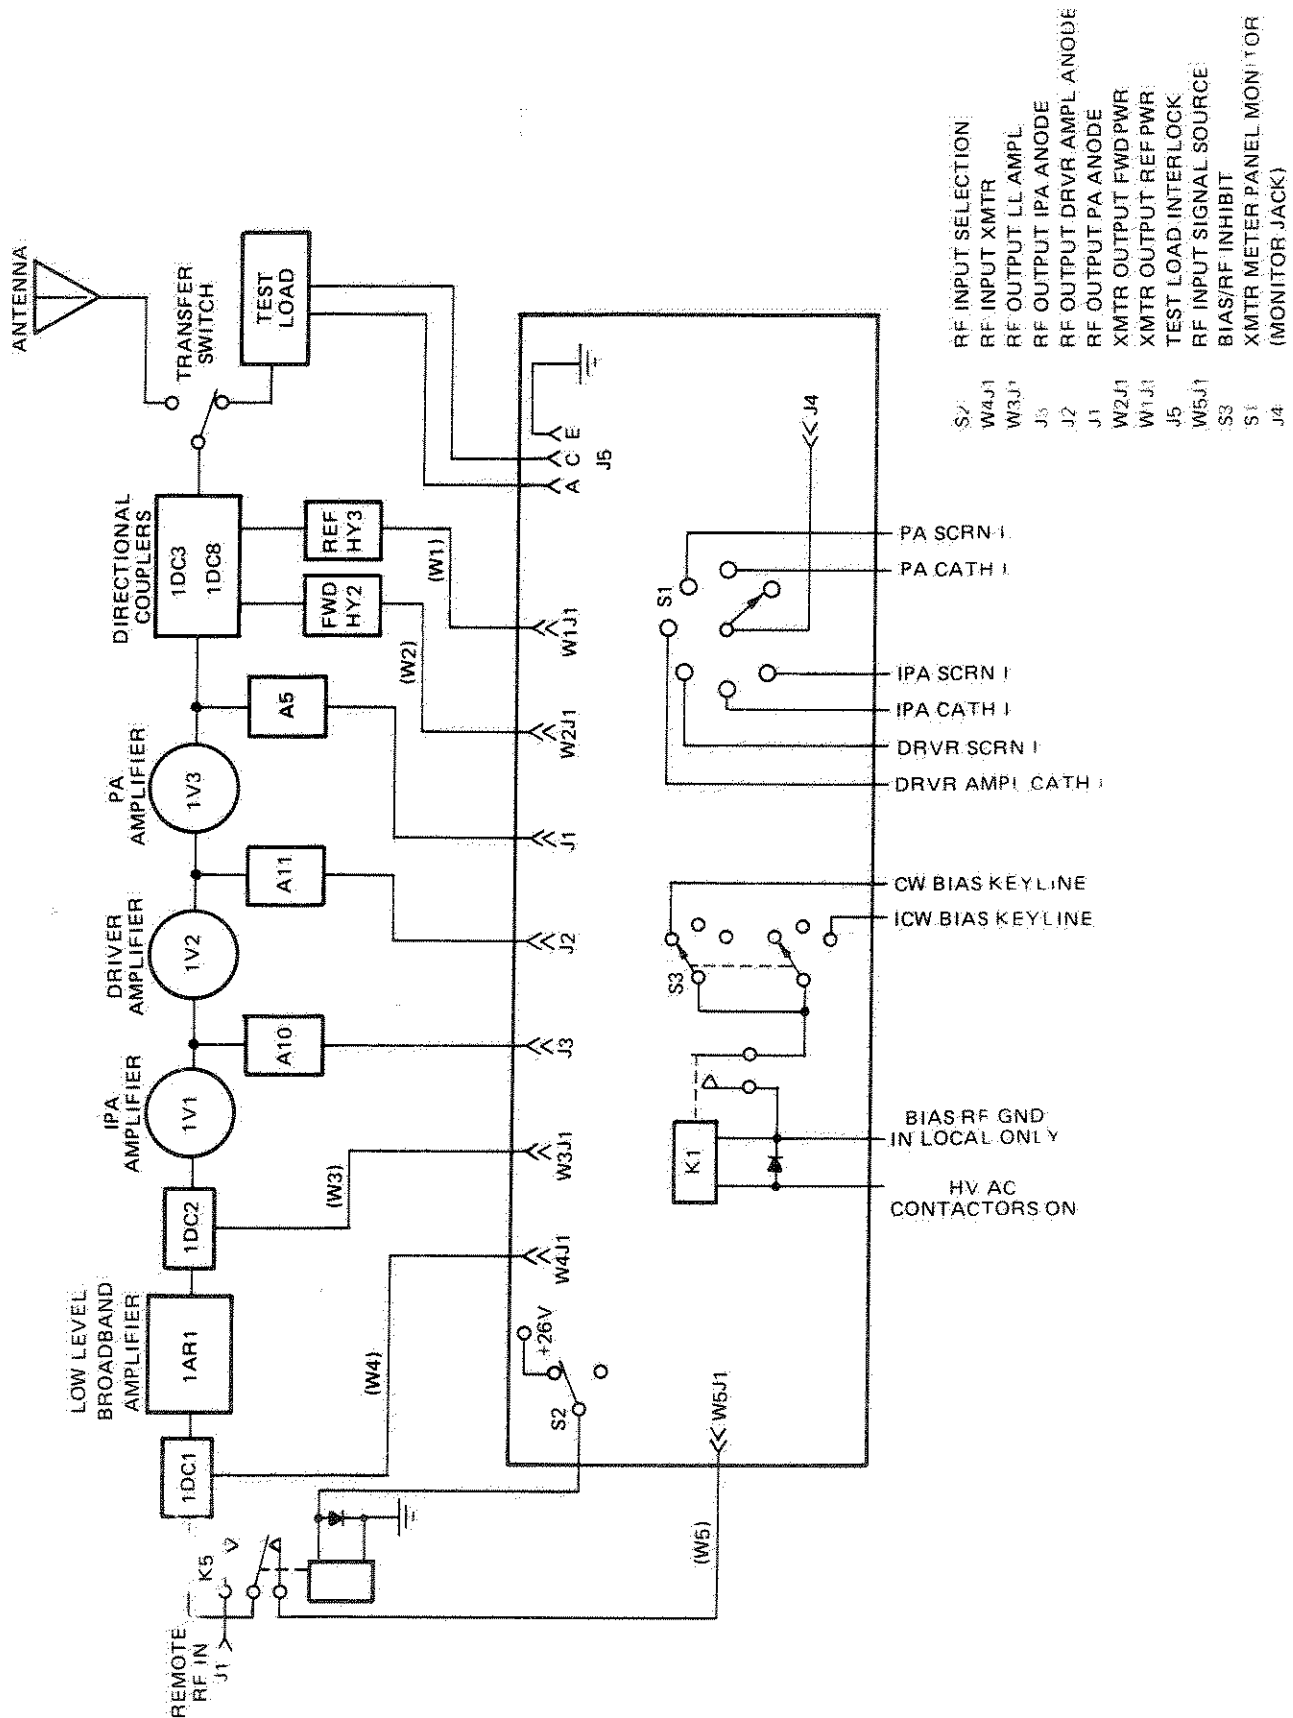 ANTENNA
TRANSFER
SWITCH
TEST
LOAD
DIRECTIONAL
COUPLERS
1DC3
1DC8
REF
HY3
FWD
HY2
(W1)
(W2)
PA
AMPLIFIER
1V3
A5
DRIVER
AMPLIFIER
1V2
A11
IPA
AMPLIFIER
1V1
A10
1DC2
(W3)
LOW LEVEL
BROADBAND
AMPLIFIER
1AR1
1DC1
(W4)
K5
REMOTE
RF IN
J1
(W5)
A
C
E
J5
W1J1
W2J1
J1
J2
J3
W3J1
W4J1
+26V
S2
W5J1
J4
S1
S3
K1
PA SCRN I
PA CATH I
IPA SCRN I
IPA CATH I
DRVR SCRN I
DRVR AMPL CATH I
CW BIAS KEYLINE
ICW BIAS KEYLINE
BIAS RF GND
IN LOCAL ONLY
HV AC
CONTACTORS ON
S2 RF INPUT SELECTION
W4J1 RF INPUT XMTR
W3J1 RF OUTPUT LL AMPL
J3 RF OUTPUT IPA ANODE
J2 RF OUTPUT DRVR AMPL ANODE
J1 RF OUTPUT PA ANODE
W2J1 XMTR OUTPUT FWD PWR
W1J1 XMTR OUTPUT REF PWR
J5 TEST LOAD INTERLOCK
W5J1 RF INPUT SIGNAL SOURCE
S3 BIAS/RF INHIBIT
S1 XMTR METER PANEL MONITOR
J4 (MONITOR JACK)